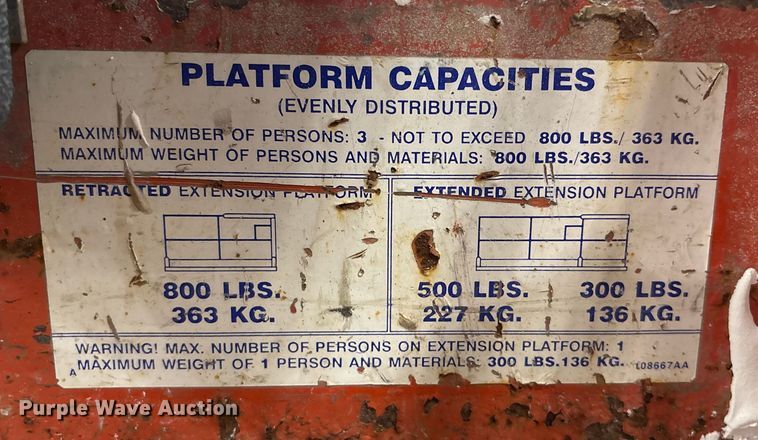 PLATFORM CAPACITIES
(EVENLY DISTRIBUTED)
MAXIMUM NUMBER OF PERSONS: 3 - NOT TO EXCEED 800 LBS./ 363 KG.
MAXIMUM WEIGHT OF PERSONS AND MATERIALS: 800 LBS./363 KG.
RETRACTED EXTENSION PLATFORM
800 LBS.
363 KG.
EXTENDED EXTENSION PLATFORM
500 LBS. 300 LBS.
227 KG. 136 KG.
WARNING! MAX. NUMBER OF PERSONS ON EXTENSION PLATFORM: 1
MAXIMUM WEIGHT OF 1 PERSON AND MATERIALS: 300 LBS.136 KG.
A L08667AA
Purple Wave Auction